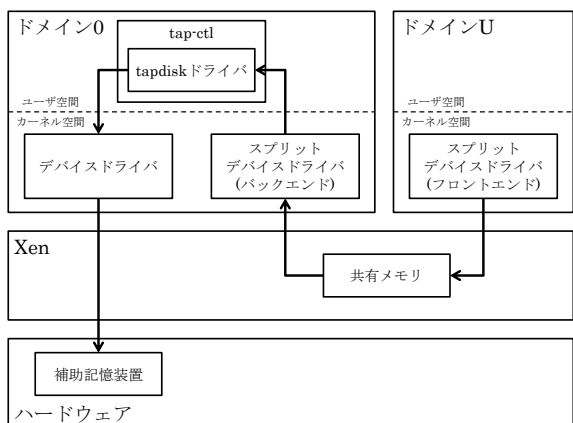 ドメイン0
tap-ctl
tapdiskドライバ
ユーザ空間
カーネル空間
デバイスドライバ
スプリット
デバイスドライバ
(バックエンド)
ドメインU
ユーザ空間
カーネル空間
スプリット
デバイスドライバ
(フロントエンド)
Xen
共有メモリ
補助記憶装置
ハードウェア